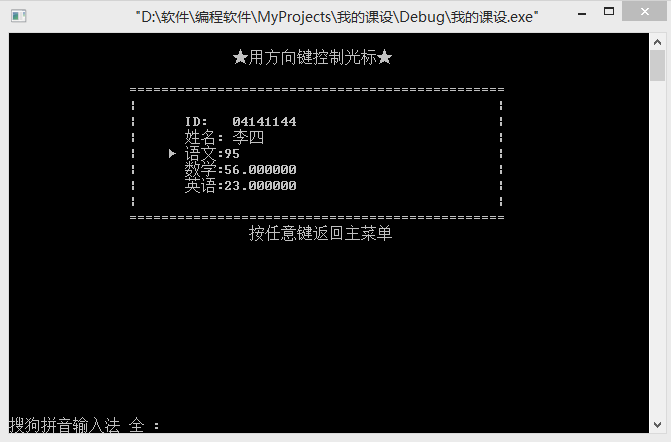 "D:\软件\编程软件\MyProjects\我的课设\Debug\我的课设.exe"
★用方向键控制光标★
===============================================
ID: 04141144
姓名: 李四
语文:95
数学:56.000000
英语:23.000000
===============================================
按任意键返回主菜单
搜狗拼音输入法 全 :